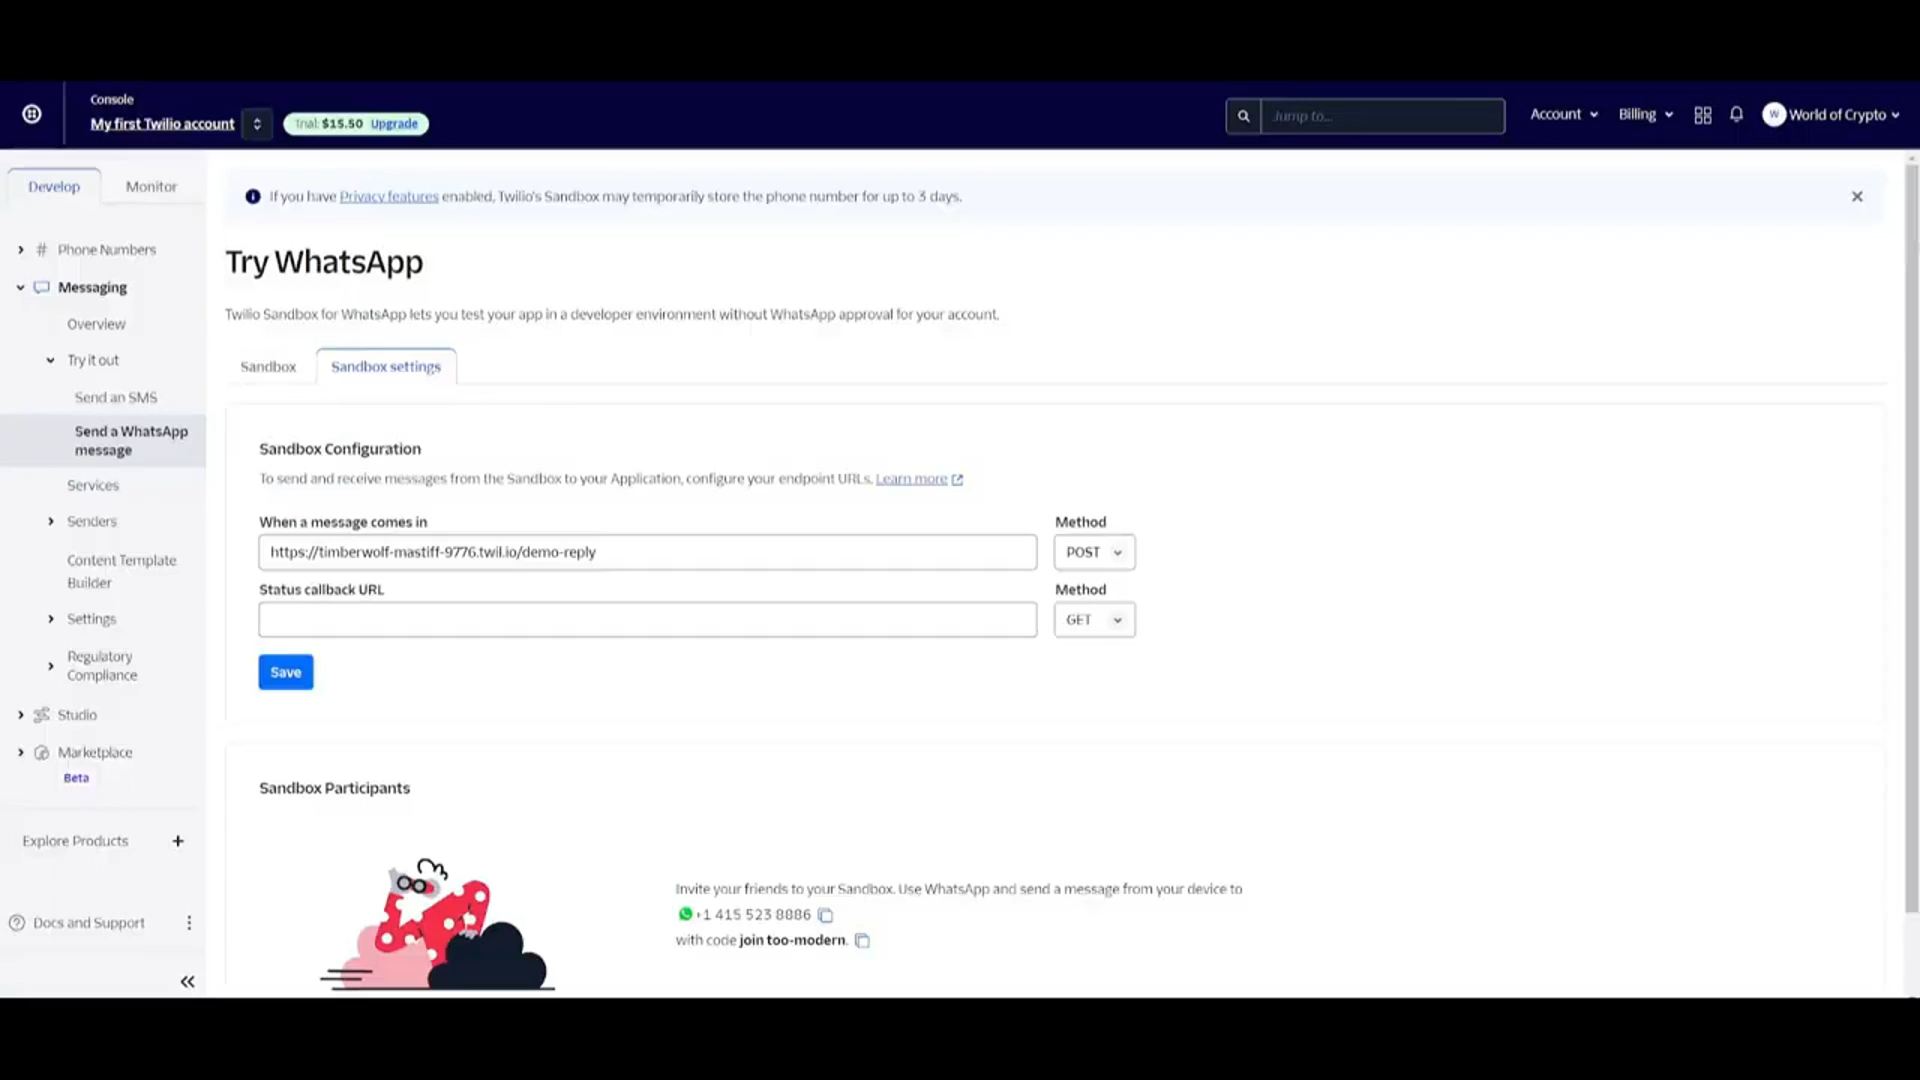 Console
My first Twilio account
Trial: $15.50 Upgrade
Jump to...
Account
Billing
W
World of Crypto
Develop
Monitor
# Phone Numbers
Messaging
Overview
Try it out
Send an SMS
Send a WhatsApp
message
Services
Senders
Content Template
Builder
Settings
Regulatory
Compliance
Studio
Marketplace
Beta
Explore Products
Docs and Support
If you have Privacy features enabled, Twilio's Sandbox may temporarily store the phone number for up to 3 days.
Try WhatsApp
Twilio Sandbox for WhatsApp lets you test your app in a developer environment without WhatsApp approval for your account.
Sandbox
Sandbox settings
Sandbox Configuration
To send and receive messages from the Sandbox to your Application, configure your endpoint URLs. Learn more
When a message comes in
Method
https://timberwolf-mastiff-9776.twil.io/demo-reply
POST
Status callback URL
Method
GET
Save
Sandbox Participants
Invite your friends to your Sandbox. Use WhatsApp and send a message from your device to
+1 415 523 8886
with code join too-modern.